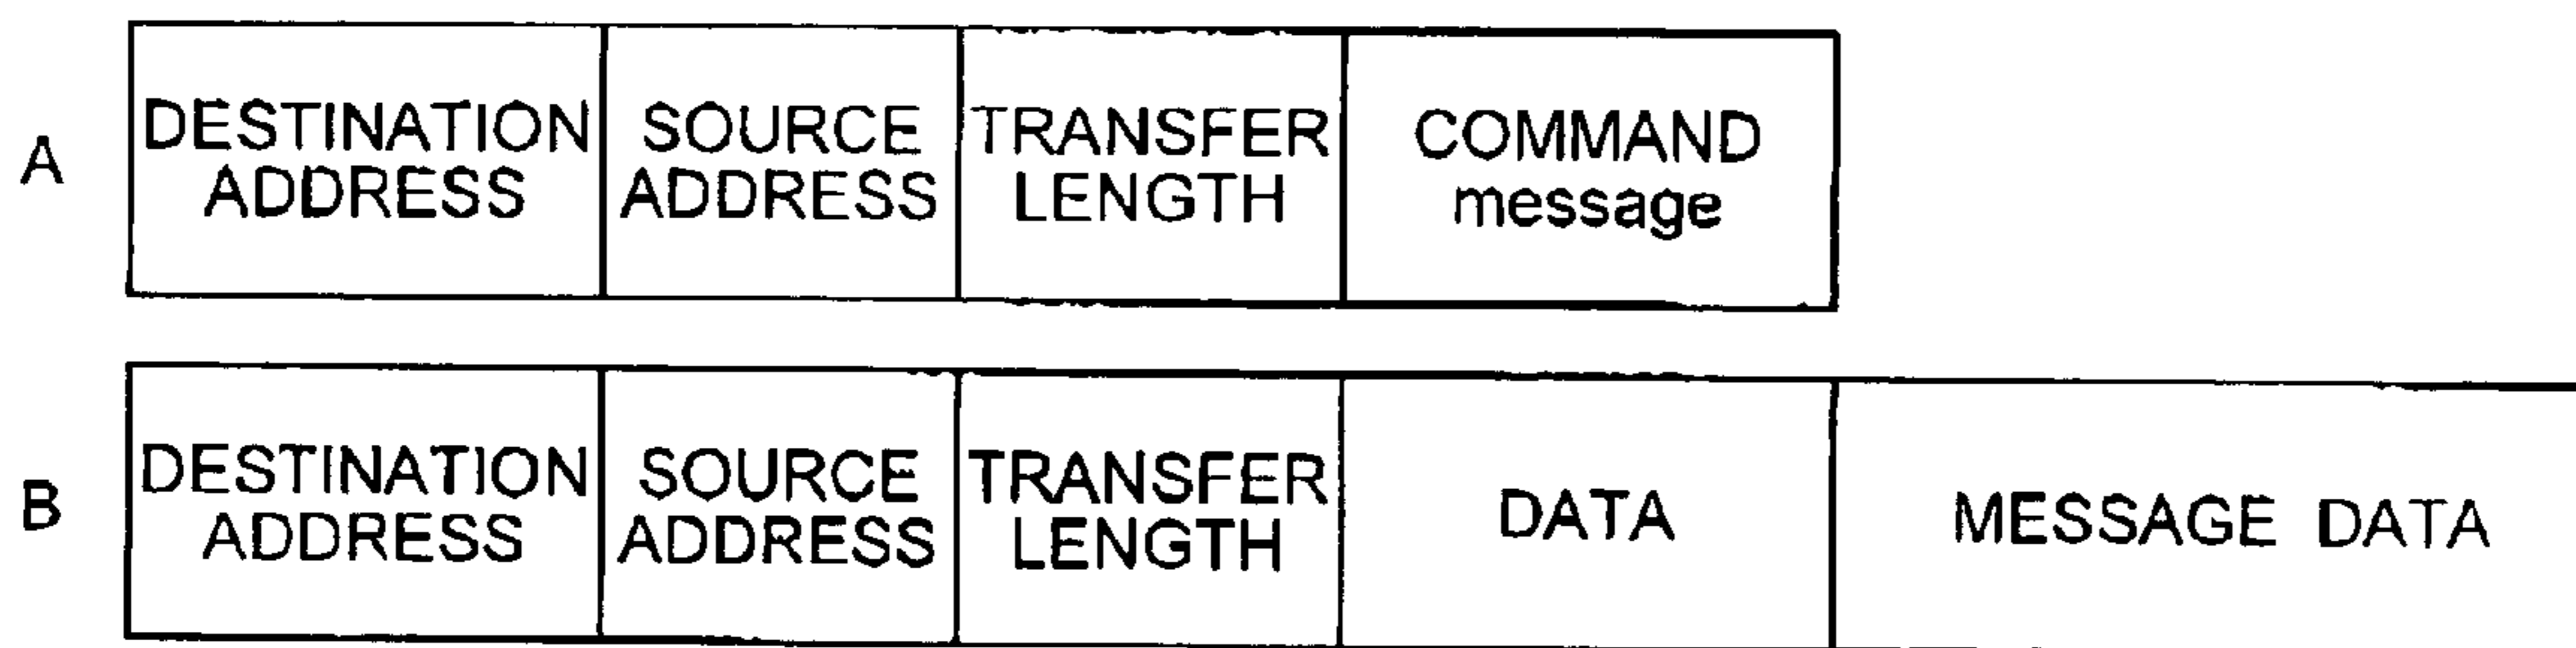 A
DESTINATION
ADDRESS
SOURCE
ADDRESS
TRANSFER
LENGTH
COMMAND
message
B
DESTINATION
ADDRESS
SOURCE
ADDRESS
TRANSFER
LENGTH
DATA
MESSAGE DATA